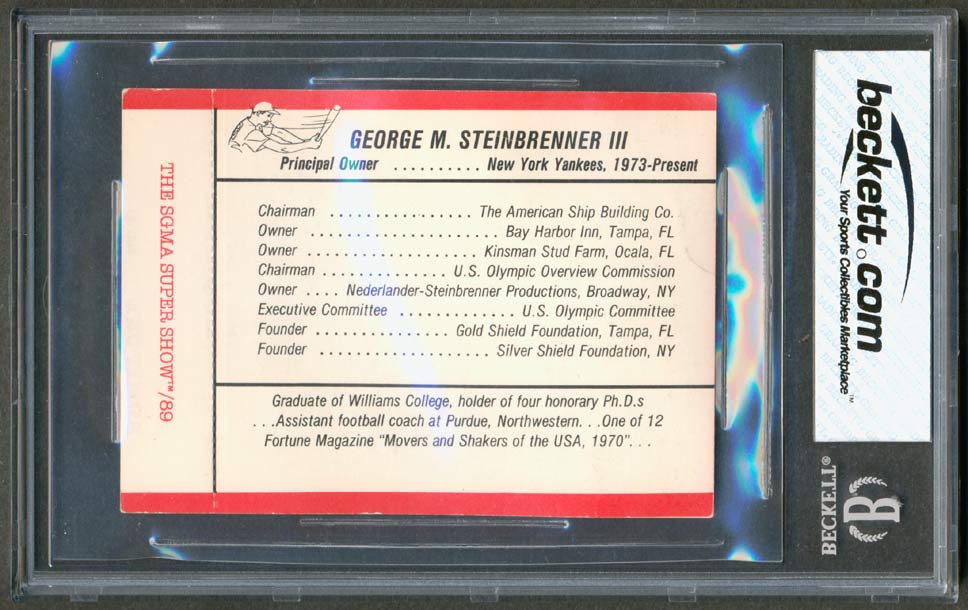 GEORGE M. STEINBRENNER III
Principal Owner .......... New York Yankees, 1973-Present
Chairman .................. The American Ship Building Co.
Owner ....................... Bay Harbor Inn, Tampa, FL
Owner ..................... Kinsman Stud Farm, Ocala, FL
Chairman ............. U.S. Olympic Overview Commission
Owner .... Nederlander-Steinbrenner Productions, Broadway, NY
Executive Committee ............. U.S. Olympic Committee
Founder ................. Gold Shield Foundation, Tampa, FL
Founder ...................... Silver Shield Foundation, NY
Graduate of Williams College, holder of four honorary Ph.D.s
. . .Assistant football coach at Purdue, Northwestern. . .One of 12
Fortune Magazine "Movers and Shakers of the USA, 1970". . .
THE SGMA SUPER SHOW™/89
beckett.com
Your Sports Collectibles Marketplace™
BECKETT®
B